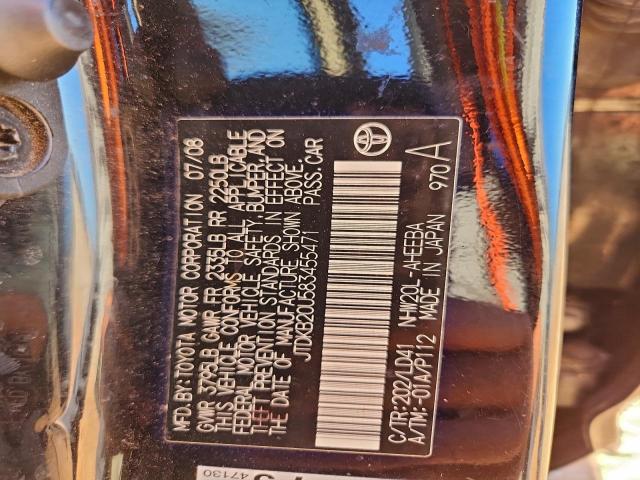 MFD. BY: TOYOTA MOTOR CORPORATION 07/08
GVWR 3795LB GAWR FR 2335LB RR 2250LB
THIS VEHICLE CONFORMS TO ALL APPLICABLE
FEDERAL MOTOR VEHICLE SAFETY, BUMPER, AND
THEFT PREVENTION STANDARDS IN EFFECT ON
THE DATE OF MANUFACTURE SHOWN ABOVE.
JTDKB20U583455471 PASS. CAR
C/TR: 202/LD41 NHW20L-AHEEBA
A/TM: -01A/P112 MADE IN JAPAN 970 A
47130